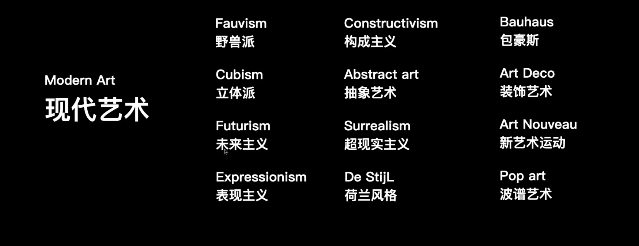 Modern Art
现代艺术
Fauvism
野兽派
Cubism
立体派
Futurism
未来主义
Expressionism
表现主义
Constructivism
构成主义
Abstract art
抽象艺术
Surrealism
超现实主义
De StijL
荷兰风格
Bauhaus
包豪斯
Art Deco
装饰艺术
Art Nouveau
新艺术运动
Pop art
波谱艺术